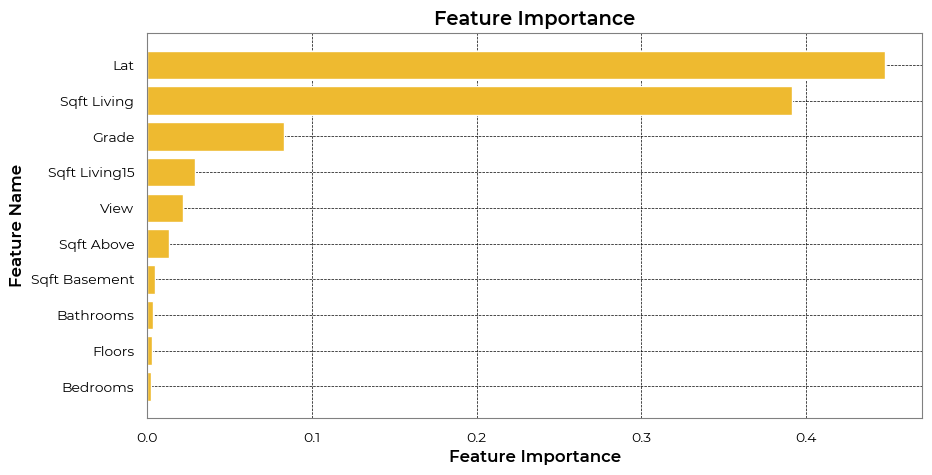 Feature Importance
Feature Name
Lat
Sqft Living
Grade
Sqft Living15
View
Sqft Above
Sqft Basement
Bathrooms
Floors
Bedrooms
0.0 0.1 0.2 0.3 0.4
Feature Importance